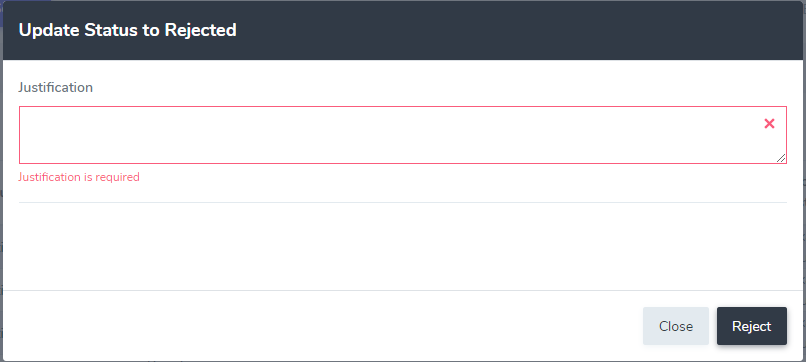 Update Status to Rejected
Justification
Justification is required
Close
Reject